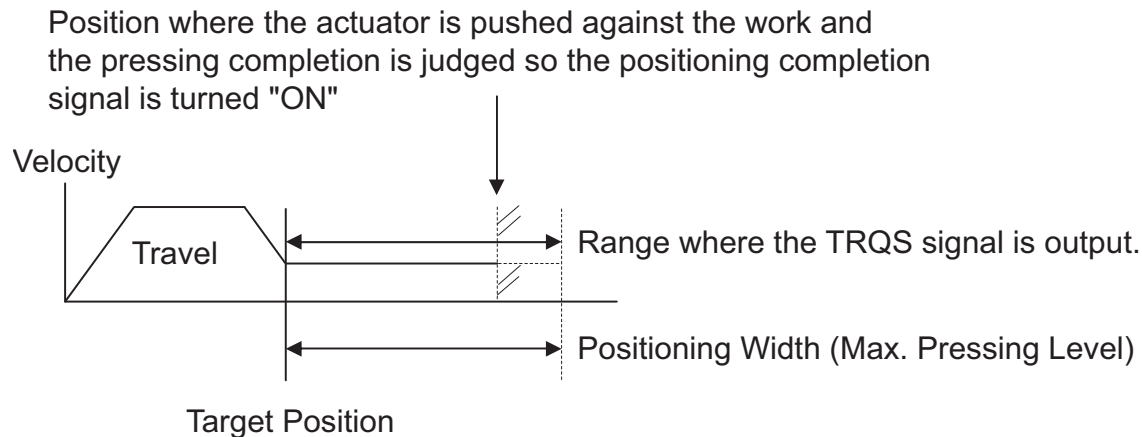 Position where the actuator is pushed against the work and
the pressing completion is judged so the positioning completion
signal is turned "ON"
Velocity
Travel
Range where the TRQS signal is output.
Positioning Width (Max. Pressing Level)
Target Position